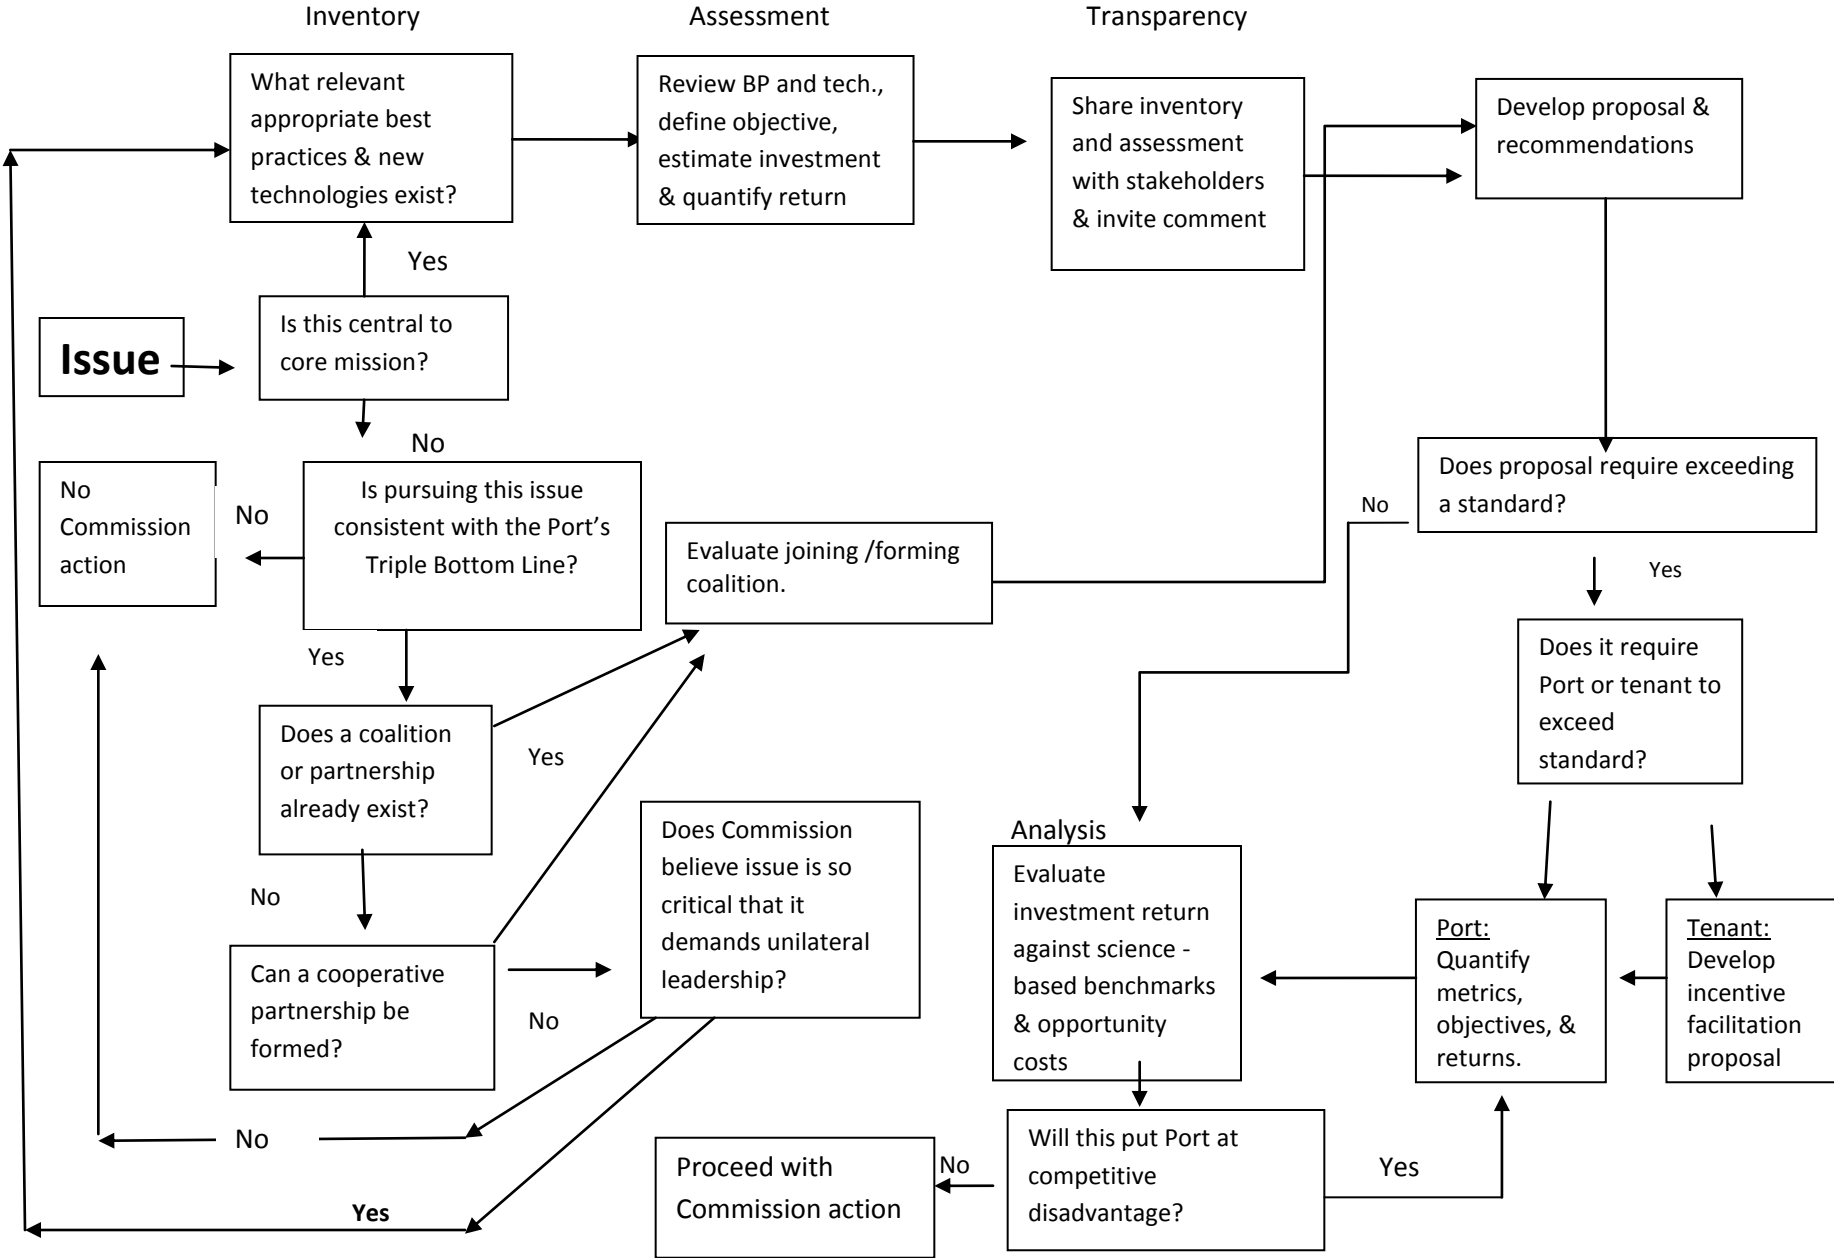 Inventory
Assessment
Transparency
What relevant
appropriate best
practices & new
technologies exist?
Review BP and tech.,
define objective,
estimate investment
& quantify return
Share inventory
and assessment
with stakeholders
& invite comment
Develop proposal &
recommendations
Yes
Issue
Is this central to
core mission?
No
No
Commission
action
No
Is pursuing this issue
consistent with the Port’s
Triple Bottom Line?
Evaluate joining /forming
coalition.
Does proposal require exceeding
a standard?
No
Yes
Does it require
Port or tenant to
exceed
standard?
Yes
Does a coalition
or partnership
already exist?
Yes
No
Can a cooperative
partnership be
formed?
No
Does Commission
believe issue is so
critical that it
demands unilateral
leadership?
Analysis
Evaluate
investment return
against science -
based benchmarks
& opportunity
costs
Port:
Quantify
metrics,
objectives, &
returns.
Tenant:
Develop
incentive
facilitation
proposal
No
Yes
Proceed with
Commission action
No
Will this put Port at
competitive
disadvantage?
Yes